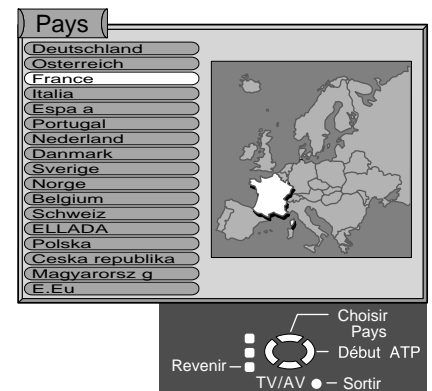 Pays
Deutschland
Osterreich
France
Italia
Espa a
Portugal
Nederland
Danmark
Sverige
Norge
Belgium
Schweiz
ELLADA
Polska
Ceska republika
Magyarorsz g
E.Eu
Choisir
Pays
Début ATP
Revenir
TV/AV
Sortir